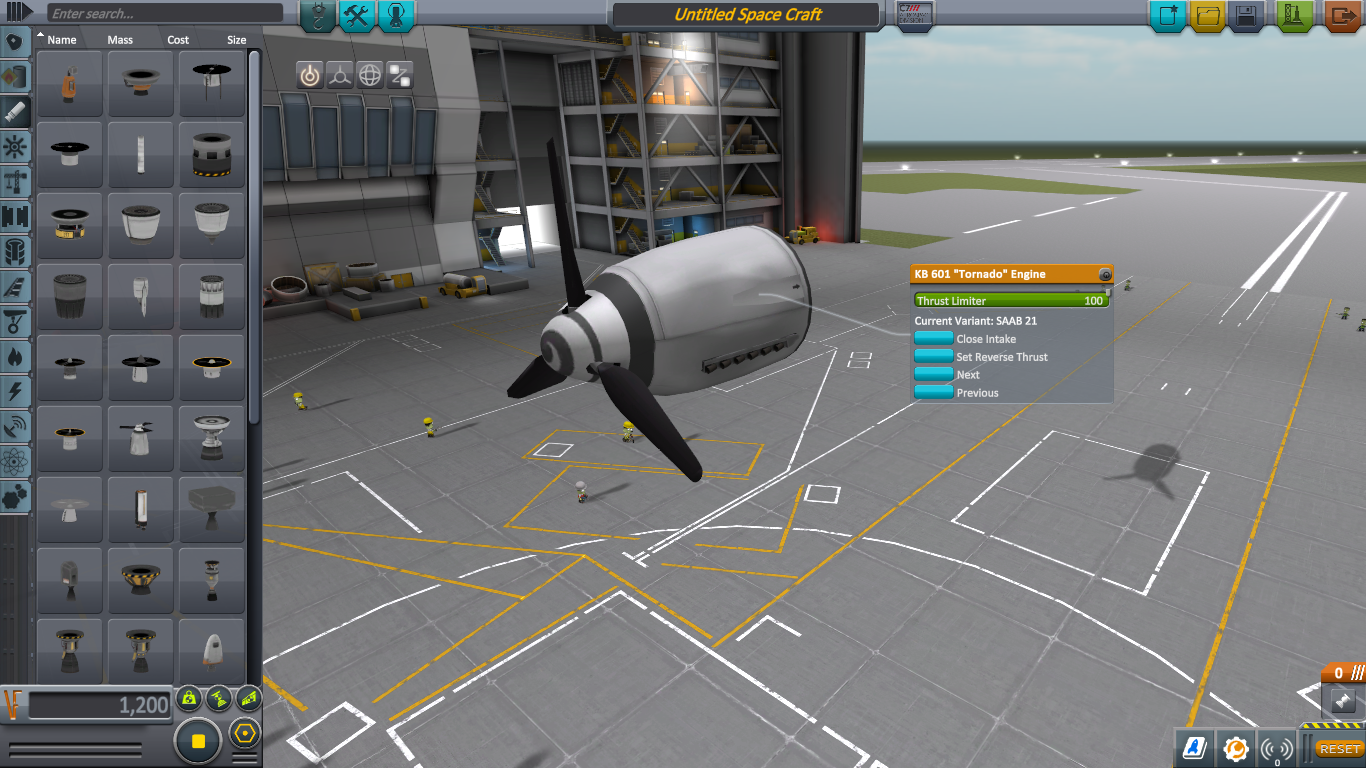 Enter search...
Untitled Space Craft
Name Mass Cost Size
KB 601 "Tornado" Engine
Thrust Limiter 100
Current Variant: SAAB 21
Close Intake
Set Reverse Thrust
Next
Previous
1,200
0
0
RESET